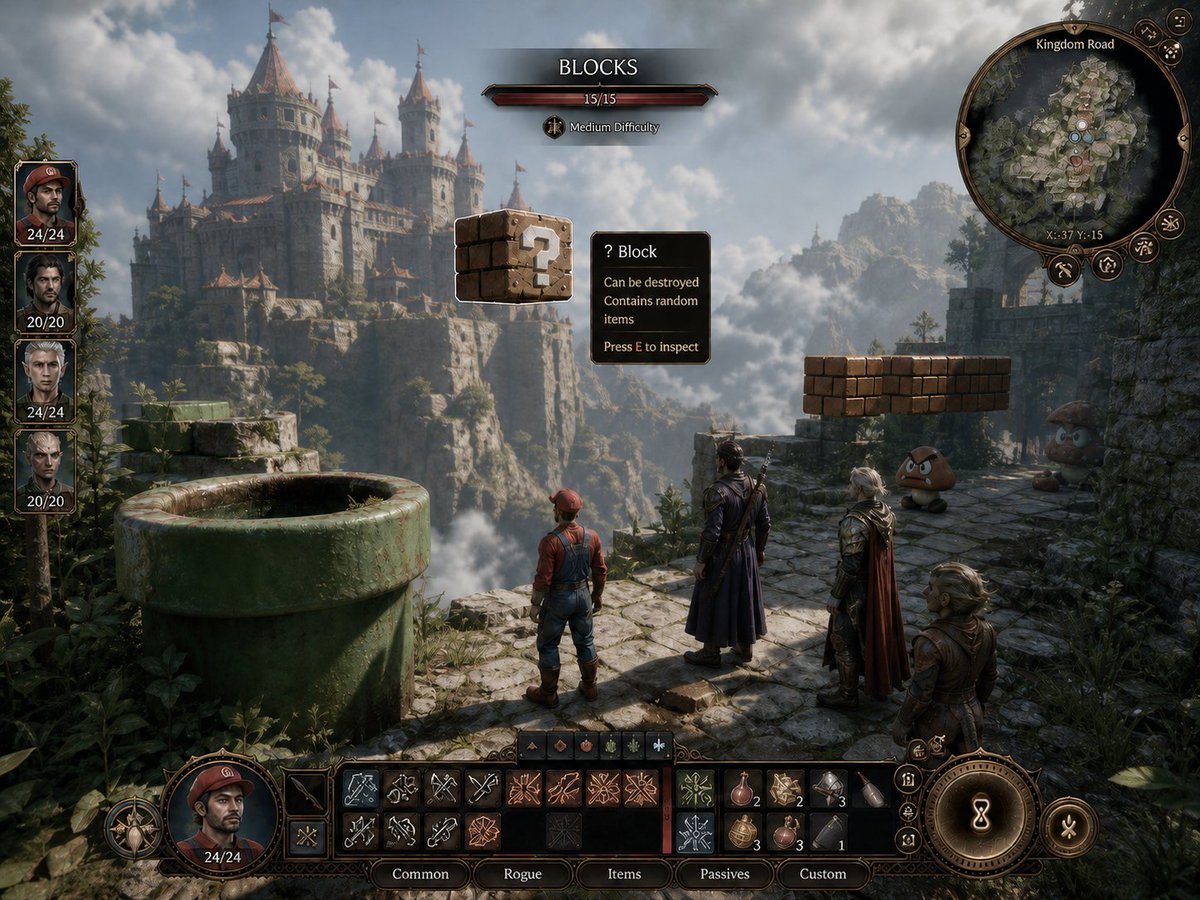 BLOCKS
15/15
Medium Difficulty
Kingdom Road
X:-37 Y:-15
24/24
20/20
24/24
20/20
?
? Block
Can be destroyed
Contains random
items
Press E to inspect
24/24
2
2
3
3
3
1
Common
Rogue
Items
Passives
Custom